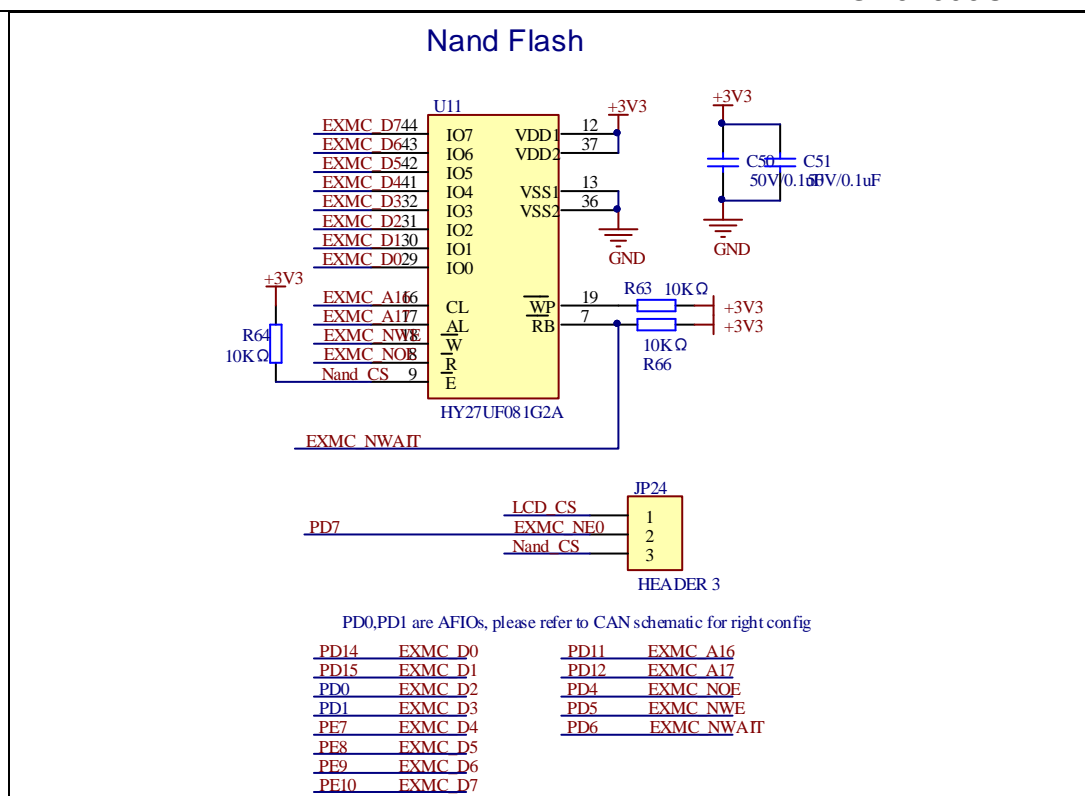 Nand Flash
U11
+3V3
+3V3
EXMC_D7 44 IO7 VDD1 12
EXMC_D6 43 IO6 VDD2 37
EXMC_D5 42 IO5
EXMC_D4 41 IO4 VSS1 13
EXMC_D3 32 IO3 VSS2 36
EXMC_D2 31 IO2
EXMC_D1 30 IO1
EXMC_D0 29 IO0
C50 C51
50V/0.1uF 50V/0.1uF
GND
GND
+3V3
R64
10KΩ
EXMC_A16 16 CL WP 19 R63 10KΩ +3V3
EXMC_A17 17 AL RB 7 +3V3
EXMC_NWE 18 W
10KΩ
R66
EXMC_NOE 8 R
Nand_CS 9 E
HY27UF081G2A
EXMC_NWAIT
JP24
LCD_CS 1
PD7 EXMC_NE0 2
Nand_CS 3
HEADER 3
PD0,PD1 are AFIOs, please refer to CAN schematic for right config
PD14 EXMC_D0
PD15 EXMC_D1
PD0 EXMC_D2
PD1 EXMC_D3
PE7 EXMC_D4
PE8 EXMC_D5
PE9 EXMC_D6
PE10 EXMC_D7
PD11 EXMC_A16
PD12 EXMC_A17
PD4 EXMC_NOE
PD5 EXMC_NWE
PD6 EXMC_NWAIT